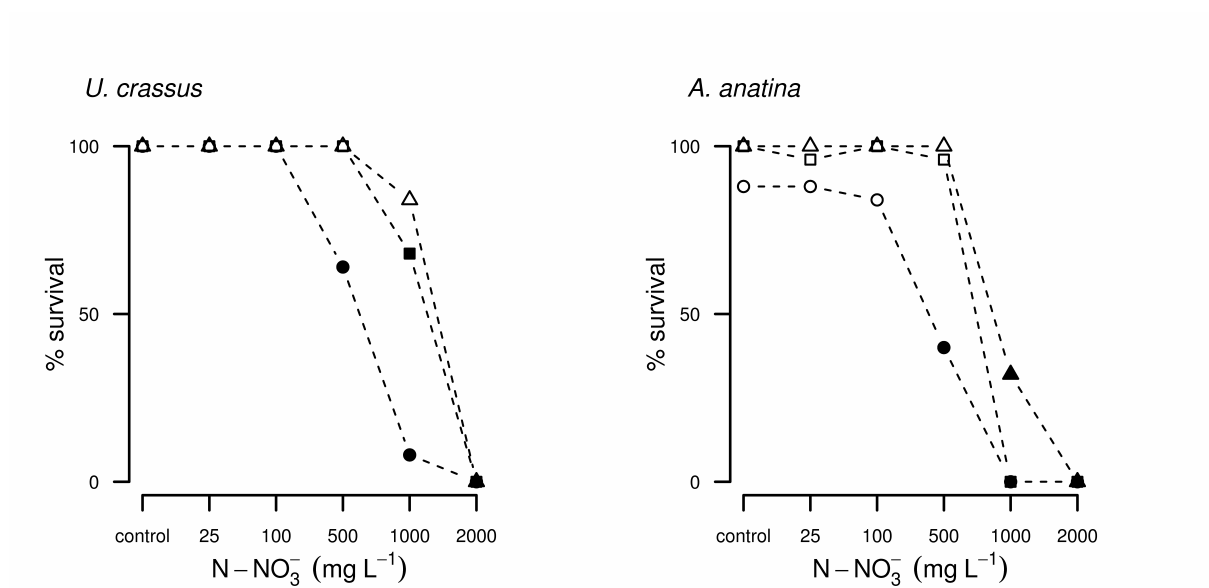 U. crassus
100
50
0
% survival
control 25 100 500 1000 2000
N−NO₃⁻ (mg L⁻¹)
A. anatina
100
50
0
% survival
control 25 100 500 1000 2000
N−NO₃⁻ (mg L⁻¹)